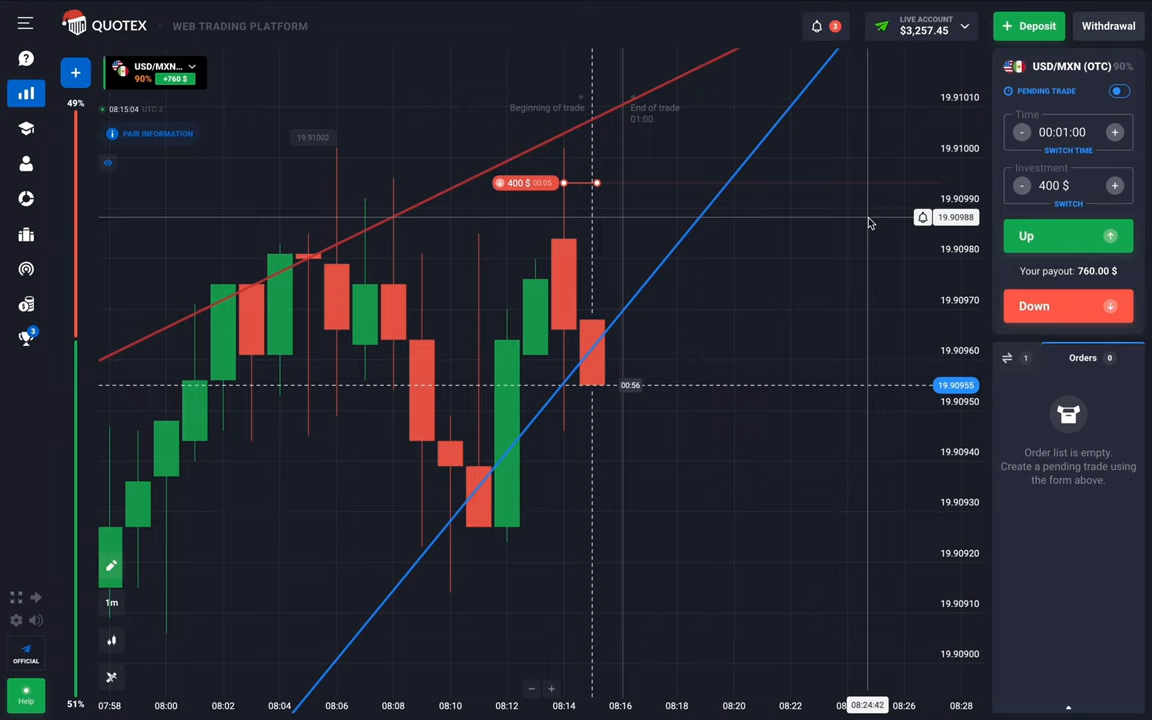 QUOTEX
WEB TRADING PLATFORM
3
LIVE ACCOUNT
$3,257.45
+ Deposit
Withdrawal
USD/MXN...
90% +760 $
49%
08:15:04 UTC-3
PAIR INFORMATION
19.91002
Beginning of trade
End of trade
01:00
400 $ 00:05
19.91010
19.91000
19.90990
19.90988
19.90980
19.90970
19.90960
00:56
19.90955
19.90950
19.90940
19.90930
19.90920
19.90910
19.90900
1m
51%
07:58 08:00 08:02 08:04 08:06 08:08 08:10 08:12 08:14 08:16 08:18 08:20 08:22 08:24:42 08:26 08:28
3
OFFICIAL
Help
USD/MXN (OTC) 90%
PENDING TRADE
Time
- 00:01:00 +
SWITCH TIME
Investment
- 400 $ +
SWITCH
Up
Your payout: 760.00 $
Down
1
Orders 0
Order list is empty.
Create a pending trade using
the form above.